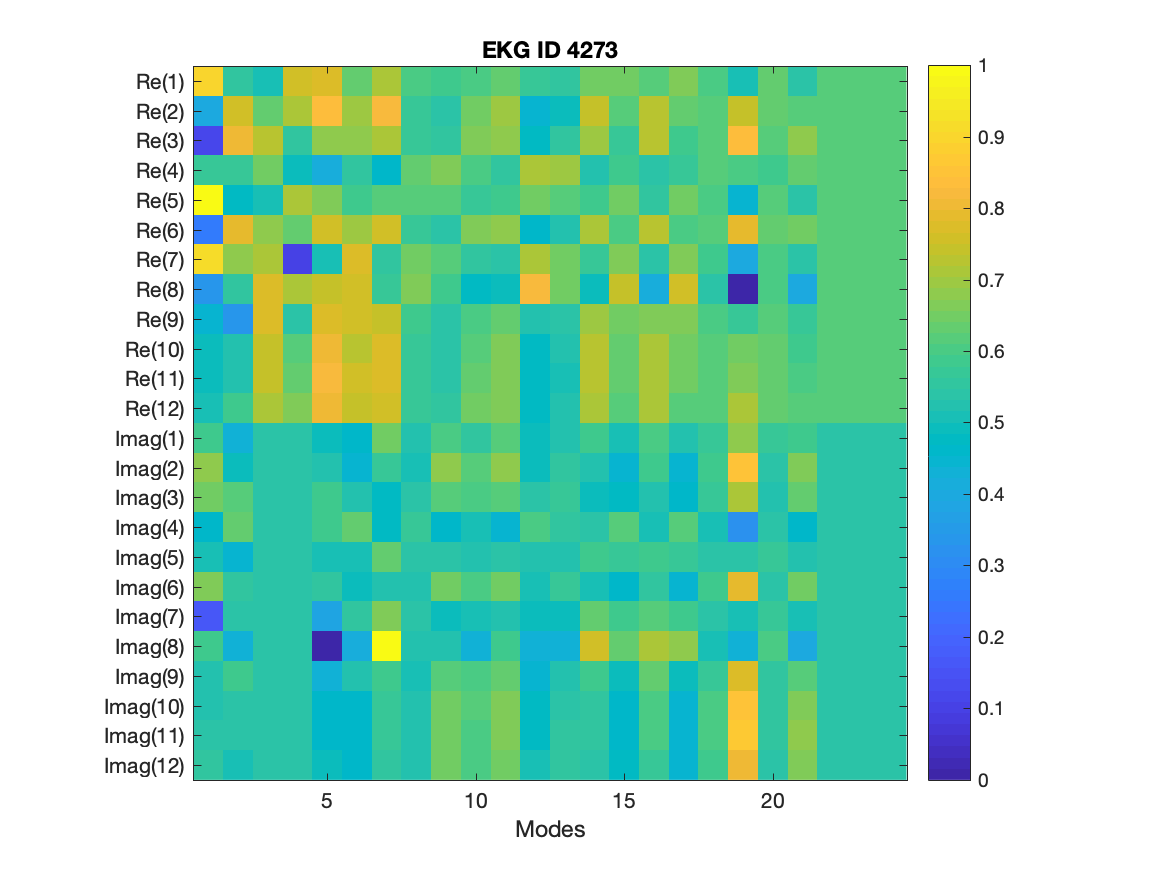 EKG ID 4273
Re(1)
Re(2)
Re(3)
Re(4)
Re(5)
Re(6)
Re(7)
Re(8)
Re(9)
Re(10)
Re(11)
Re(12)
Imag(1)
Imag(2)
Imag(3)
Imag(4)
Imag(5)
Imag(6)
Imag(7)
Imag(8)
Imag(9)
Imag(10)
Imag(11)
Imag(12)
5 10 15 20
Modes
1
0.9
0.8
0.7
0.6
0.5
0.4
0.3
0.2
0.1
0